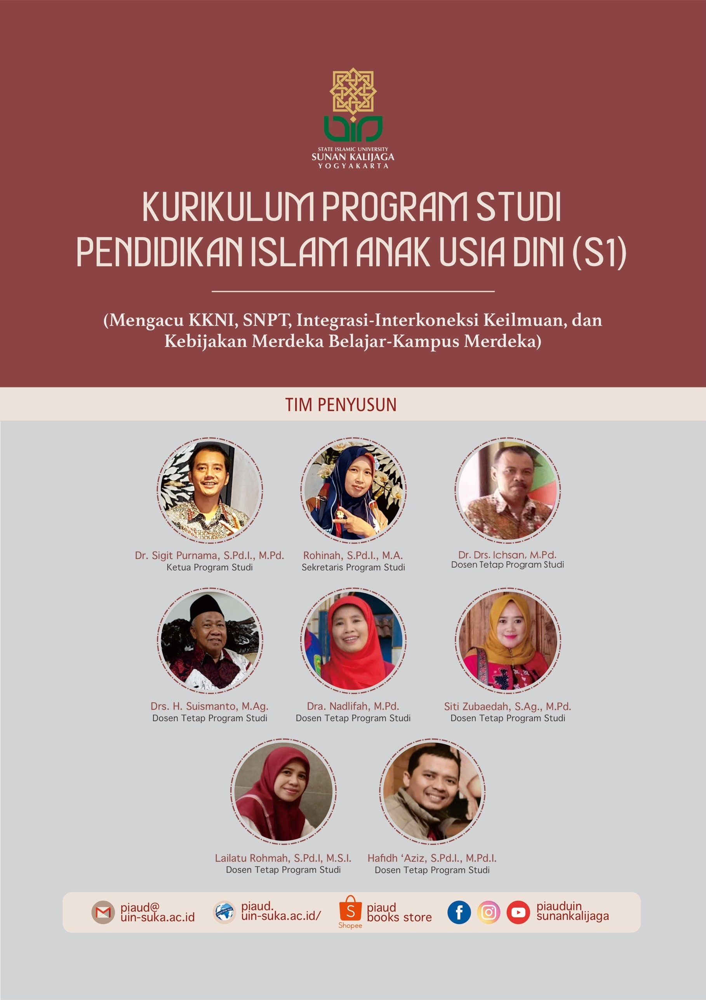 STATE ISLAMIC UNIVERSITY
SUNAN KALIJAGA
YOGYAKARTA
KURIKULUM PROGRAM STUDI
PENDIDIKAN ISLAM ANAK USIA DINI (S1)
(Mengacu KKNI, SNPT, Integrasi-Interkoneksi Keilmuan, dan
Kebijakan Merdeka Belajar-Kampus Merdeka)
TIM PENYUSUN
Dr. Sigit Purnama, S.Pd.I., M.Pd.
Ketua Program Studi
Rohinah, S.Pd.I., M.A.
Sekretaris Program Studi
Dr. Drs. Ichsan, M.Pd.
Dosen Tetap Program Studi
Drs. H. Suismanto, M.Ag.
Dosen Tetap Program Studi
Dra. Nadlifah, M.Pd.
Dosen Tetap Program Studi
Siti Zubaedah, S.Ag., M.Pd.
Dosen Tetap Program Studi
Lailatu Rohmah, S.Pd.I, M.S.I.
Dosen Tetap Program Studi
Hafidh ‘Aziz, S.Pd.I., M.Pd.I.
Dosen Tetap Program Studi
piaud@
uin-suka.ac.id
World Wide Web
piaud.
uin-suka.ac.id/
S
Shopee
piaud
books store
piauduin
sunankalijaga